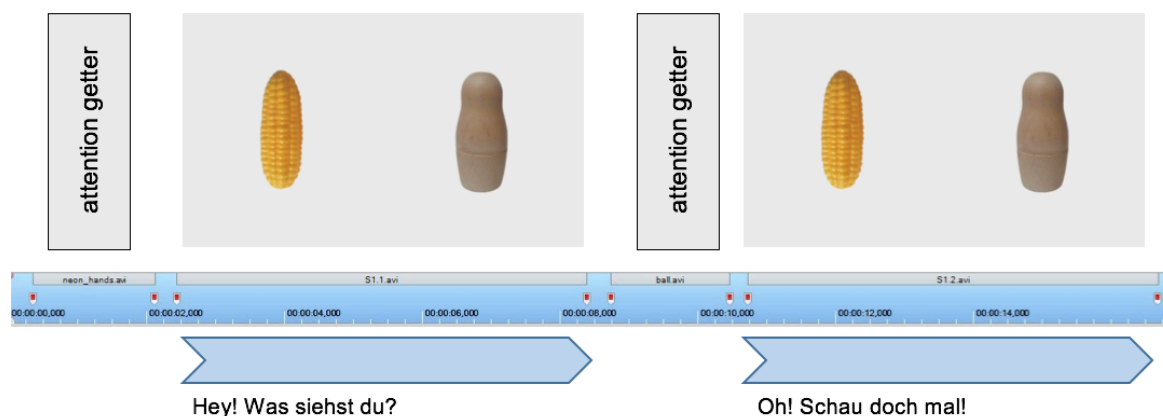 attention getter
attention getter
neon_hands.avi
S1.1.avi
ball.avi
S1.2.avi
00:00:00,000
00:00:02,000
00:00:04,000
00:00:06,000
00:00:08,000
00:00:10,000
00:00:12,000
00:00:14,000
Hey! Was siehst du?
Oh! Schau doch mal!